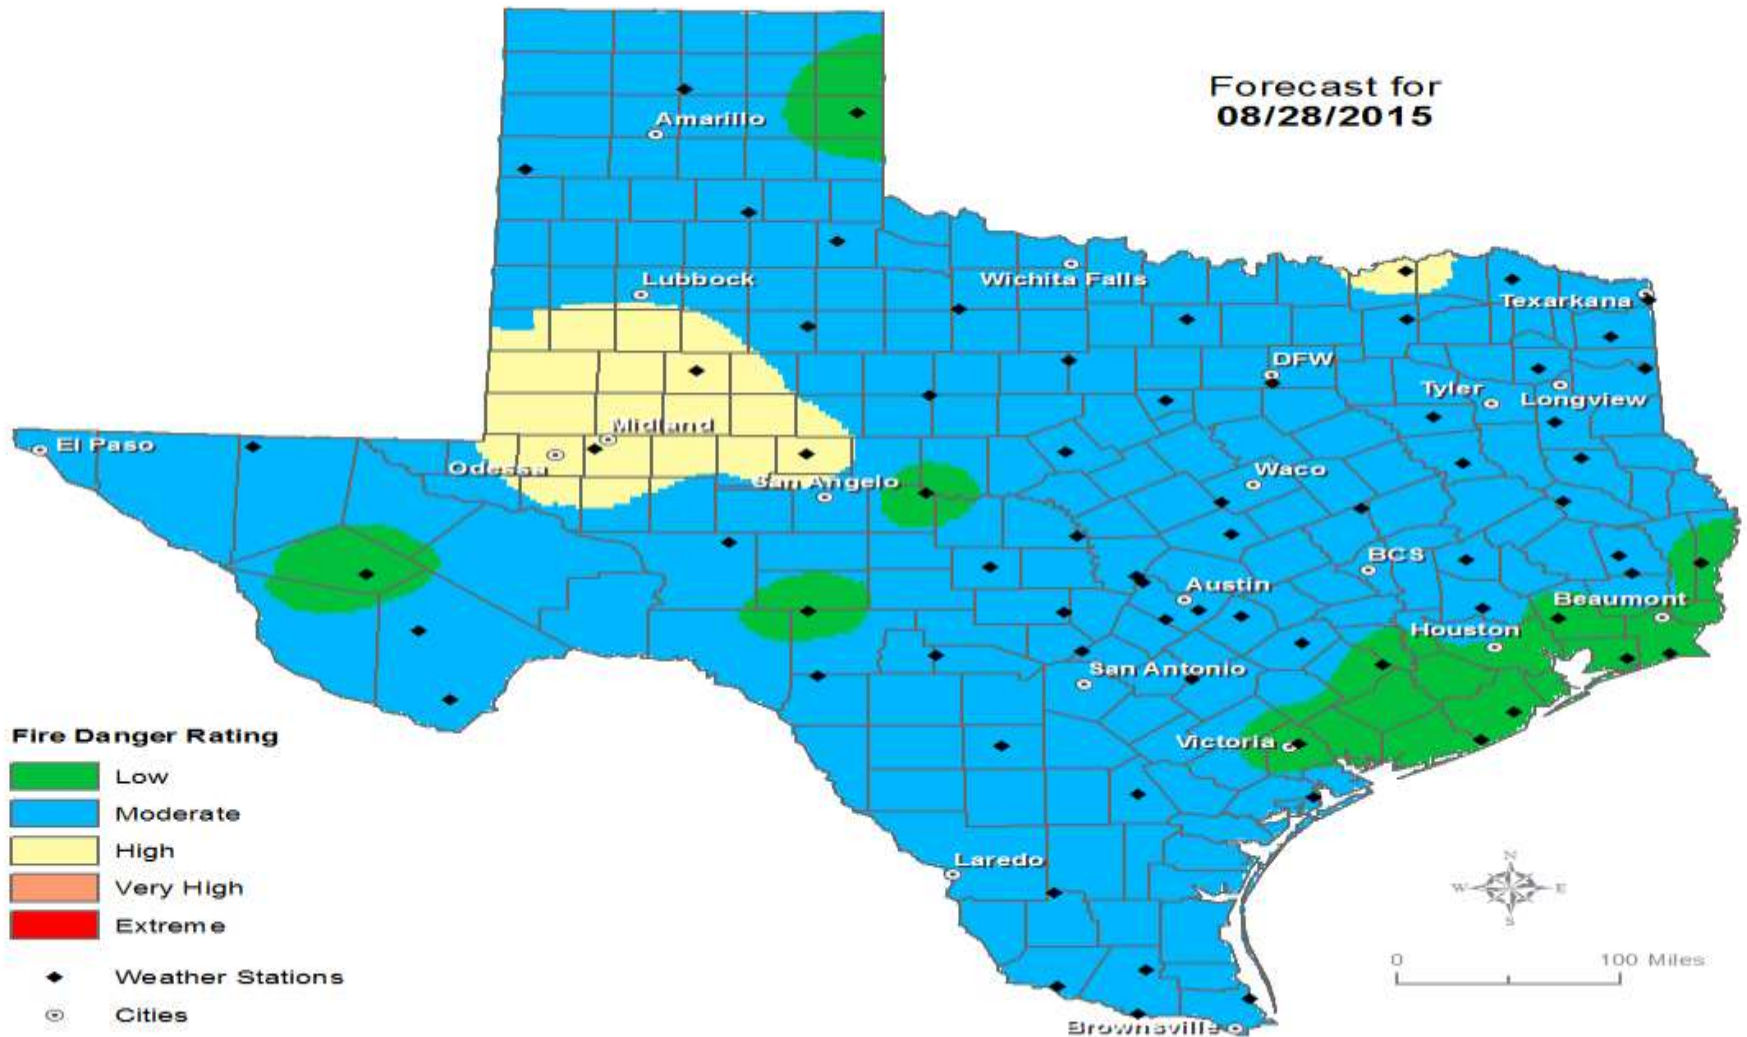 Forecast for
08/28/2015
Amarillo
Lubbock
Wichita Falls
Texarkana
DFW
Tyler
Longview
El Paso
Midland
Odessa
San Angelo
Waco
BCS
Austin
Beaumont
Houston
San Antonio
Victoria
Laredo
Brownsville
Fire Danger Rating
Low
Moderate
High
Very High
Extreme
Weather Stations
Cities
N
W E
S
0 100 Miles